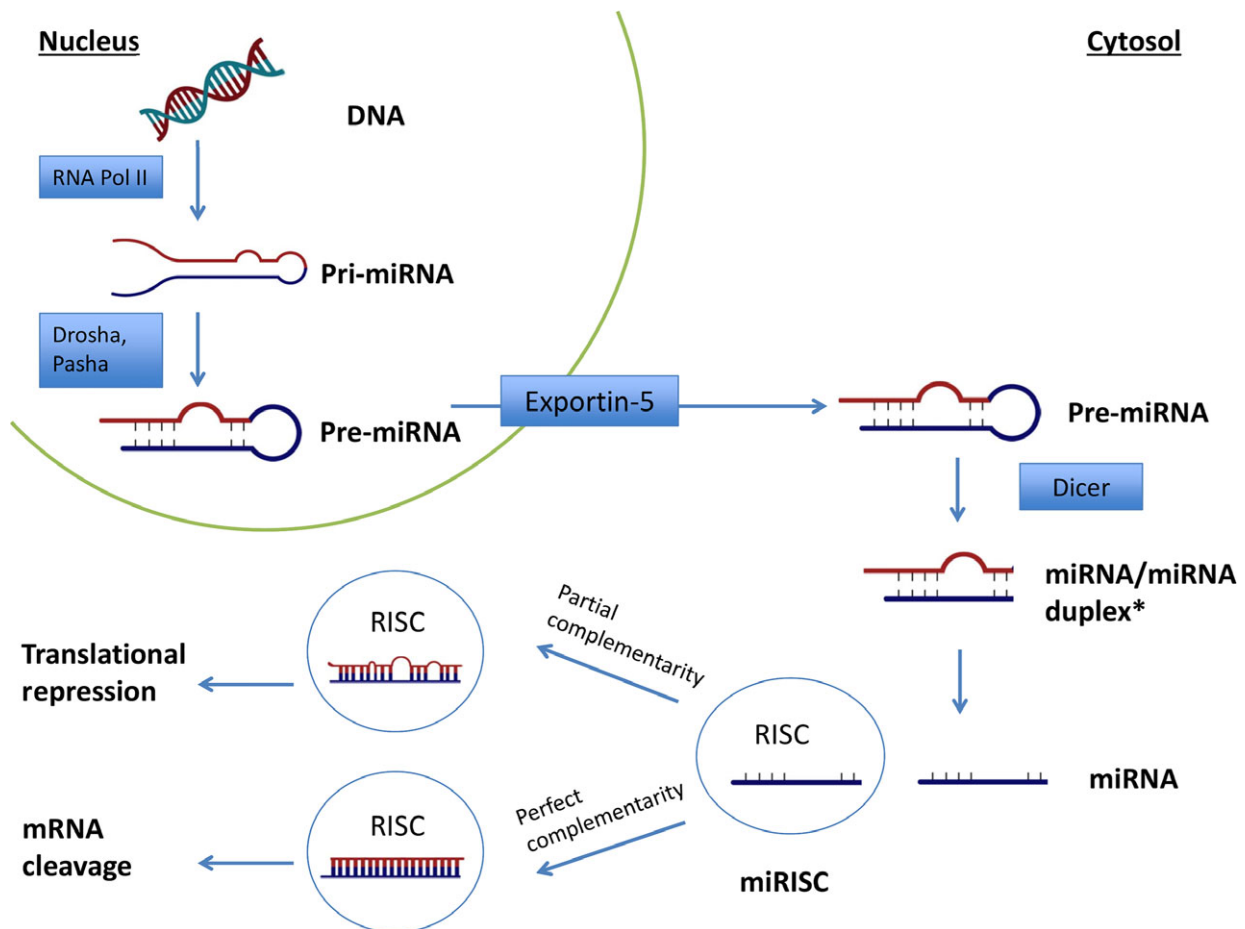 Nucleus
Cytosol
DNA
RNA Pol II
Pri-miRNA
Drosha,
Pasha
Pre-miRNA
Exportin-5
Pre-miRNA
Dicer
miRNA/miRNA
duplex*
miRNA
RISC
miRISC
Partial
complementarity
RISC
Translational
repression
Perfect
complementarity
RISC
mRNA
cleavage